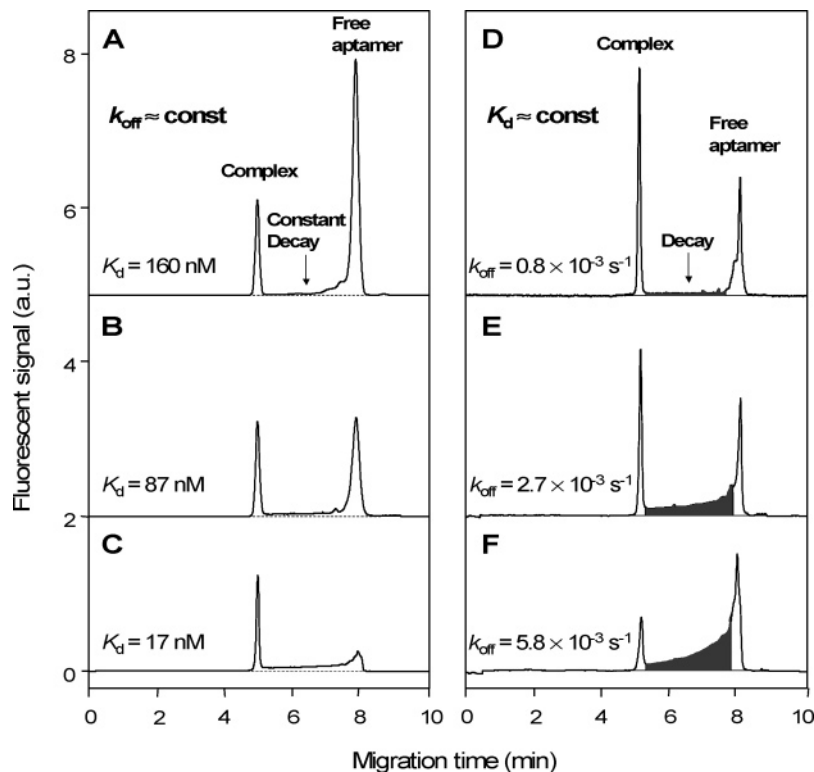 Fluorescent signal (a.u.)
8
6
4
2
0
A
k_off ≈ const
Complex
Free
aptamer
Constant
Decay
K_d = 160 nM
B
K_d = 87 nM
C
K_d = 17 nM
0 2 4 6 8 10
D
Complex
K_d ≈ const
Free
aptamer
Decay
k_off = 0.8 × 10⁻³ s⁻¹
E
k_off = 2.7 × 10⁻³ s⁻¹
F
k_off = 5.8 × 10⁻³ s⁻¹
0 2 4 6 8 10
Migration time (min)